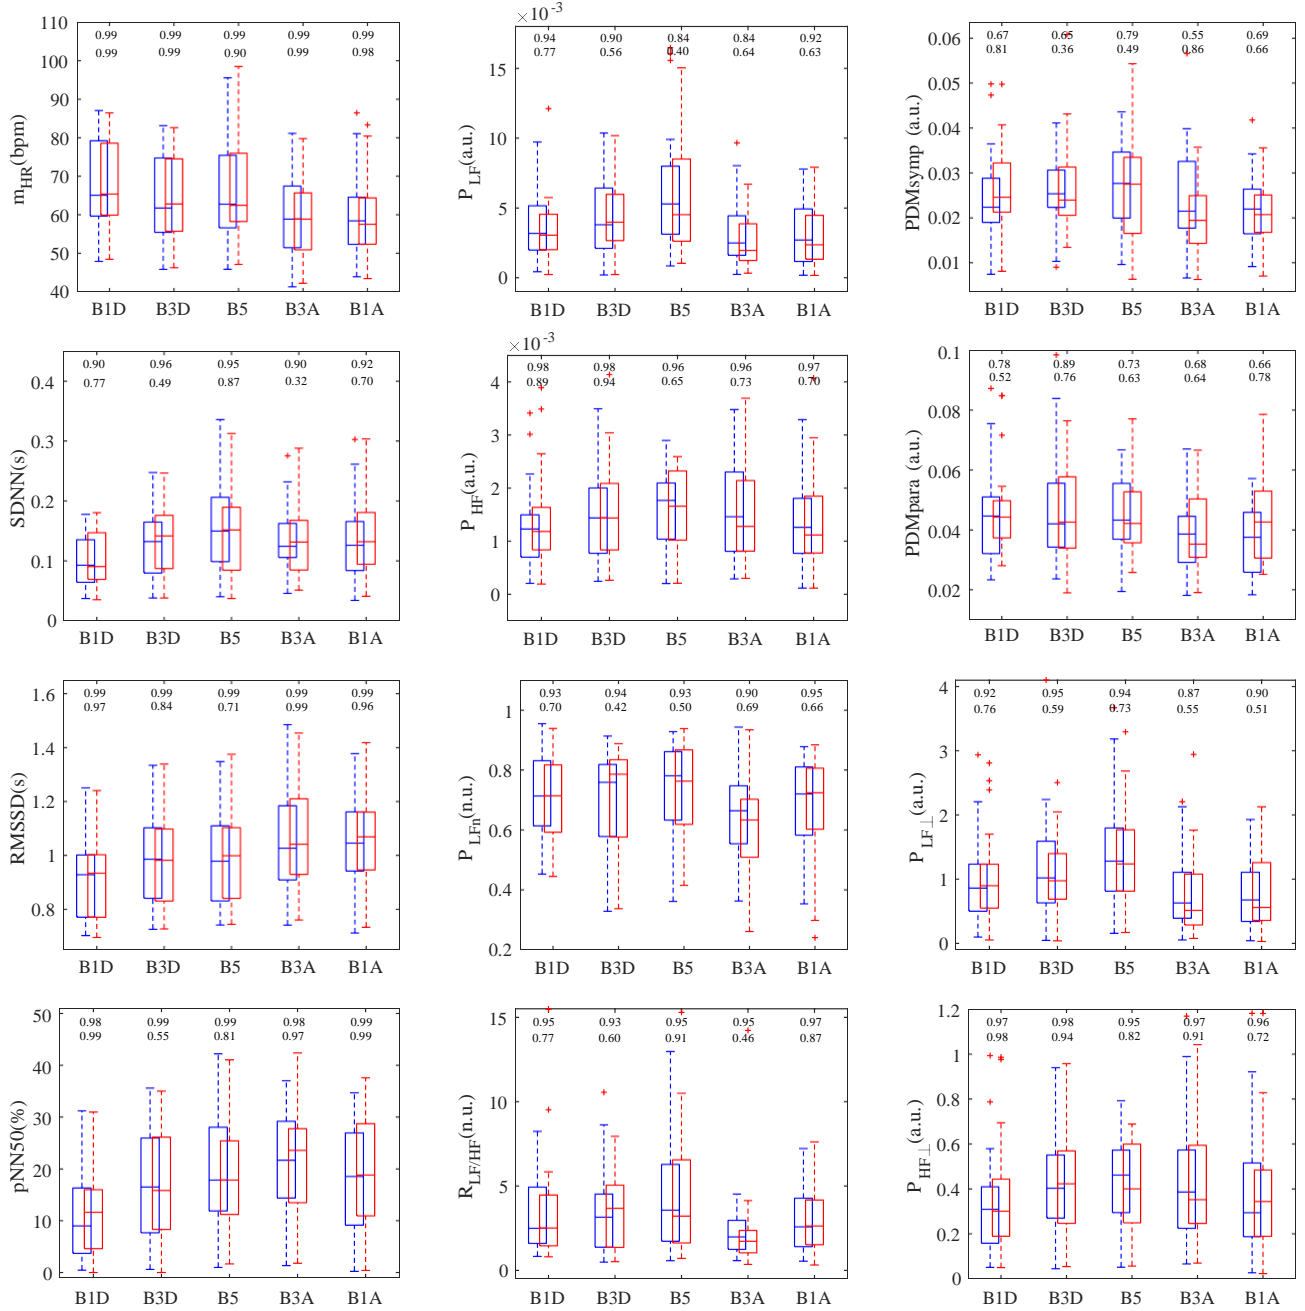 m_HR(bpm)
110
100
90
80
70
60
50
40
0.99 0.99 0.99 0.99 0.99
0.99 0.99 0.90 0.99 0.98
B1D B3D B5 B3A B1A
×10^-3
P_LF(a.u.)
15
10
5
0
0.94 0.90 0.84 0.84 0.92
0.77 0.56 0.40 0.64 0.63
B1D B3D B5 B3A B1A
PDMsymp (a.u.)
0.06
0.05
0.04
0.03
0.02
0.01
0.67 0.65 0.79 0.55 0.69
0.81 0.36 0.49 0.86 0.66
B1D B3D B5 B3A B1A
SDNN(s)
0.4
0.3
0.2
0.1
0
0.90 0.96 0.95 0.90 0.92
0.77 0.49 0.87 0.32 0.70
B1D B3D B5 B3A B1A
×10^-3
P_HF(a.u.)
4
3
2
1
0
0.98 0.98 0.96 0.96 0.97
0.89 0.94 0.65 0.73 0.70
B1D B3D B5 B3A B1A
PDMpara (a.u.)
0.1
0.08
0.06
0.04
0.02
0.78 0.89 0.73 0.68 0.66
0.52 0.76 0.63 0.64 0.78
B1D B3D B5 B3A B1A
RMSSD(s)
1.6
1.4
1.2
1
0.8
0.99 0.99 0.99 0.99 0.99
0.97 0.84 0.71 0.99 0.96
B1D B3D B5 B3A B1A
P_LFn(n.u.)
1
0.8
0.6
0.4
0.2
0.93 0.94 0.93 0.90 0.95
0.70 0.42 0.50 0.69 0.66
B1D B3D B5 B3A B1A
P_LF⊥(a.u.)
4
3
2
1
0
0.92 0.95 0.94 0.87 0.90
0.76 0.59 0.73 0.55 0.51
B1D B3D B5 B3A B1A
pNN50(%)
50
40
30
20
10
0
0.98 0.99 0.99 0.98 0.99
0.99 0.55 0.81 0.97 0.99
B1D B3D B5 B3A B1A
R_LF/HF(n.u.)
15
10
5
0
0.95 0.93 0.95 0.95 0.97
0.77 0.60 0.91 0.46 0.87
B1D B3D B5 B3A B1A
P_HF⊥(a.u.)
1.2
1
0.8
0.6
0.4
0.2
0
0.97 0.98 0.95 0.97 0.96
0.98 0.94 0.82 0.91 0.72
B1D B3D B5 B3A B1A